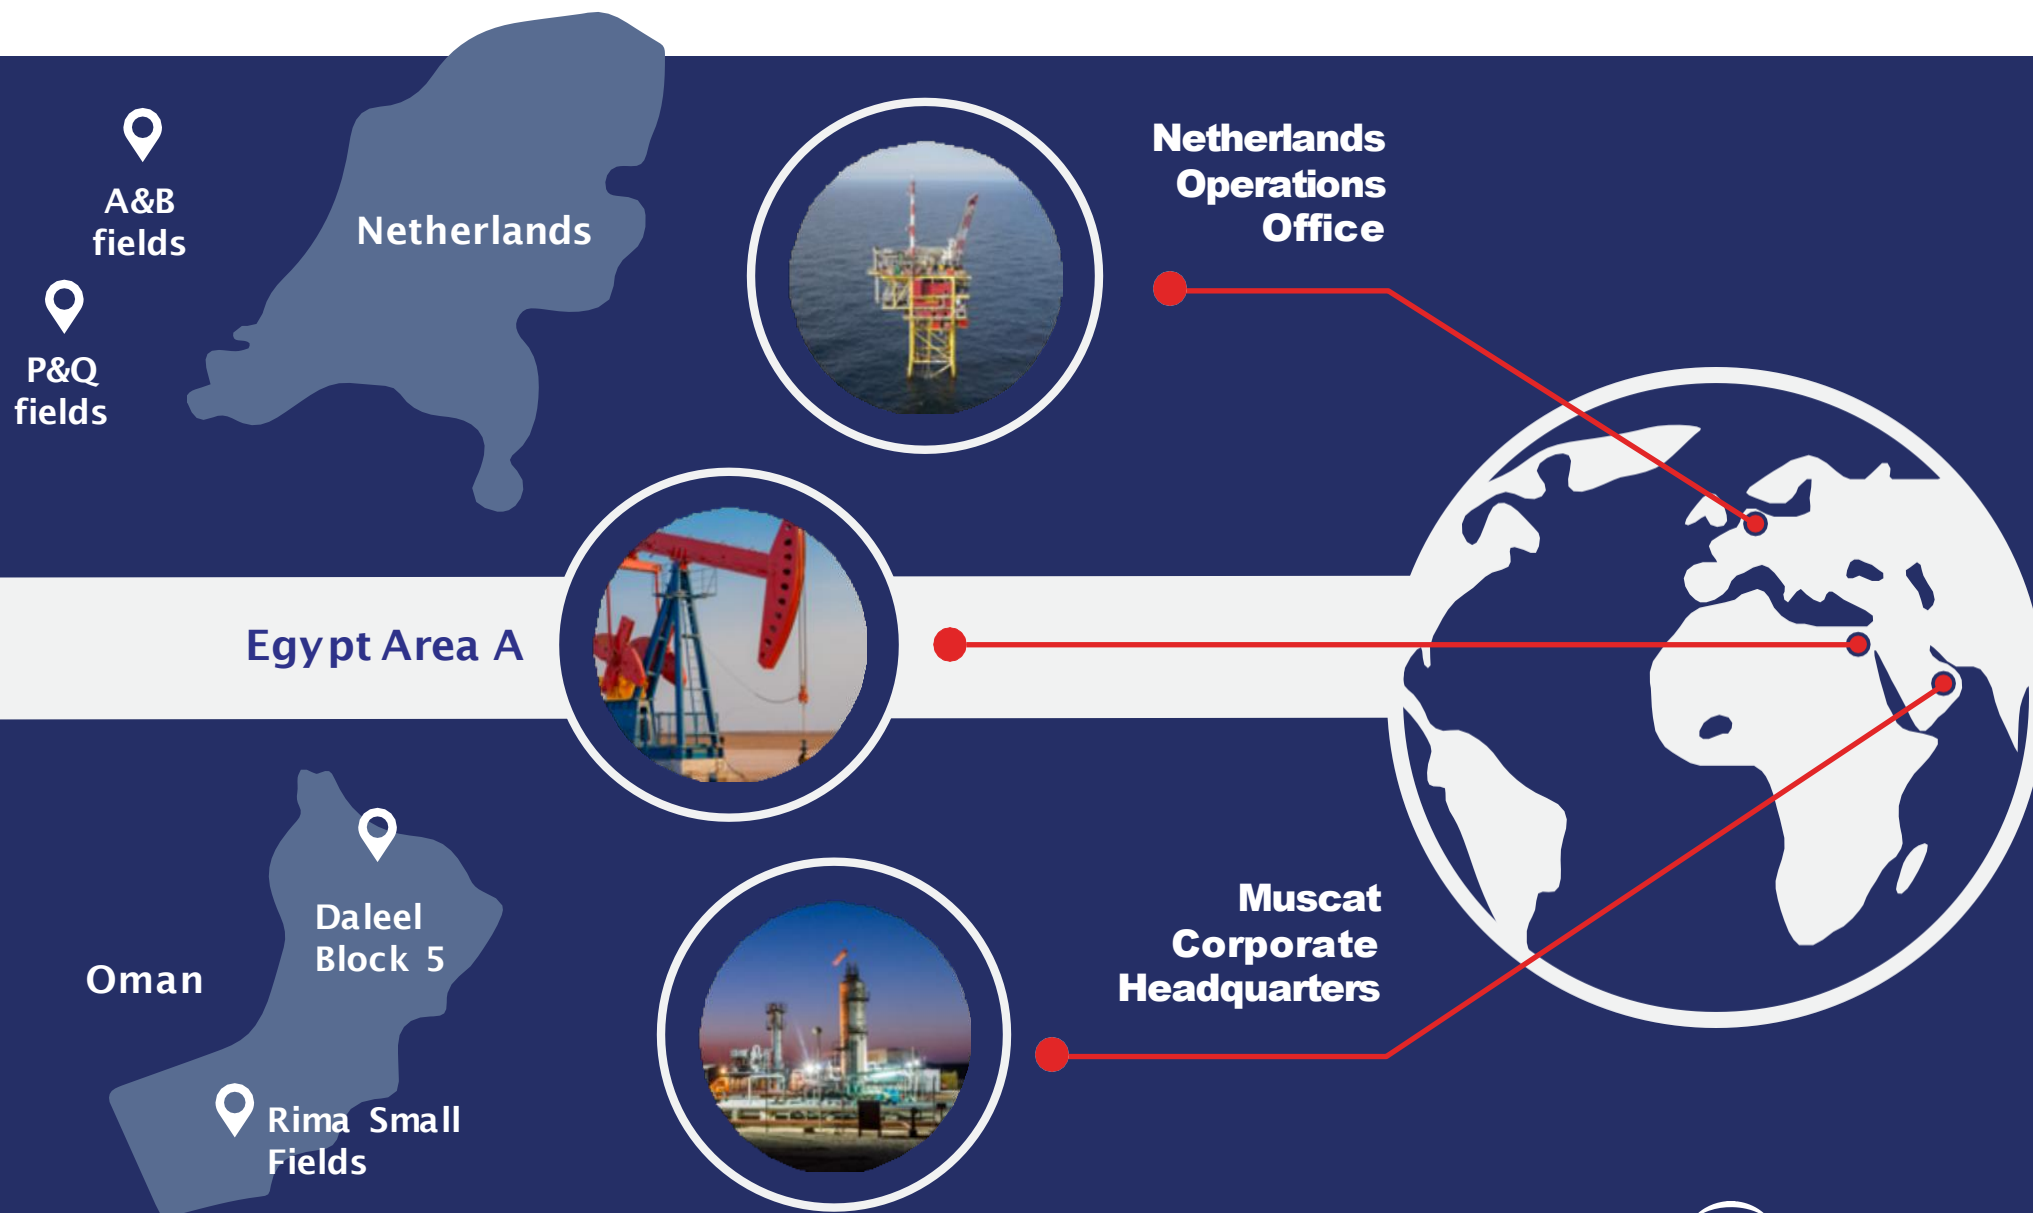 A&B
fields
P&Q
fields
Netherlands
Netherlands
Operations
Office
Egypt Area A
Daleel
Block 5
Oman
Rima Small
Fields
Muscat
Corporate
Headquarters